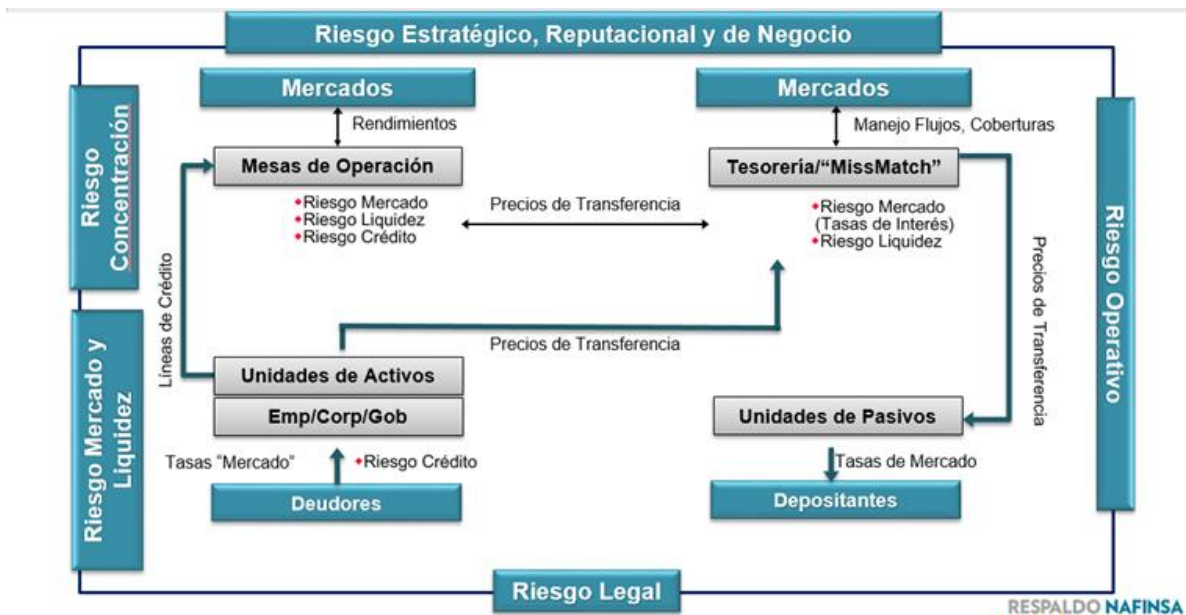 Riesgo Estratégico, Reputacional y de Negocio
Mercados
Mercados
Rendimientos
Manejo Flujos, Coberturas
Riesgo
Concentración
Mesas de Operación
Tesorería/“MissMatch”
Riesgo Mercado
Riesgo Liquidez
Riesgo Crédito
Precios de Transferencia
Riesgo Mercado
(Tasas de Interés)
Riesgo Liquidez
Precios de Transferencia
Riesgo Operativo
Líneas de Crédito
Precios de Transferencia
Riesgo Mercado y
Liquidez
Unidades de Activos
Emp/Corp/Gob
Unidades de Pasivos
Tasas “Mercado”
Riesgo Crédito
Tasas de Mercado
Deudores
Depositantes
Riesgo Legal
RESPALDO NAFINSA